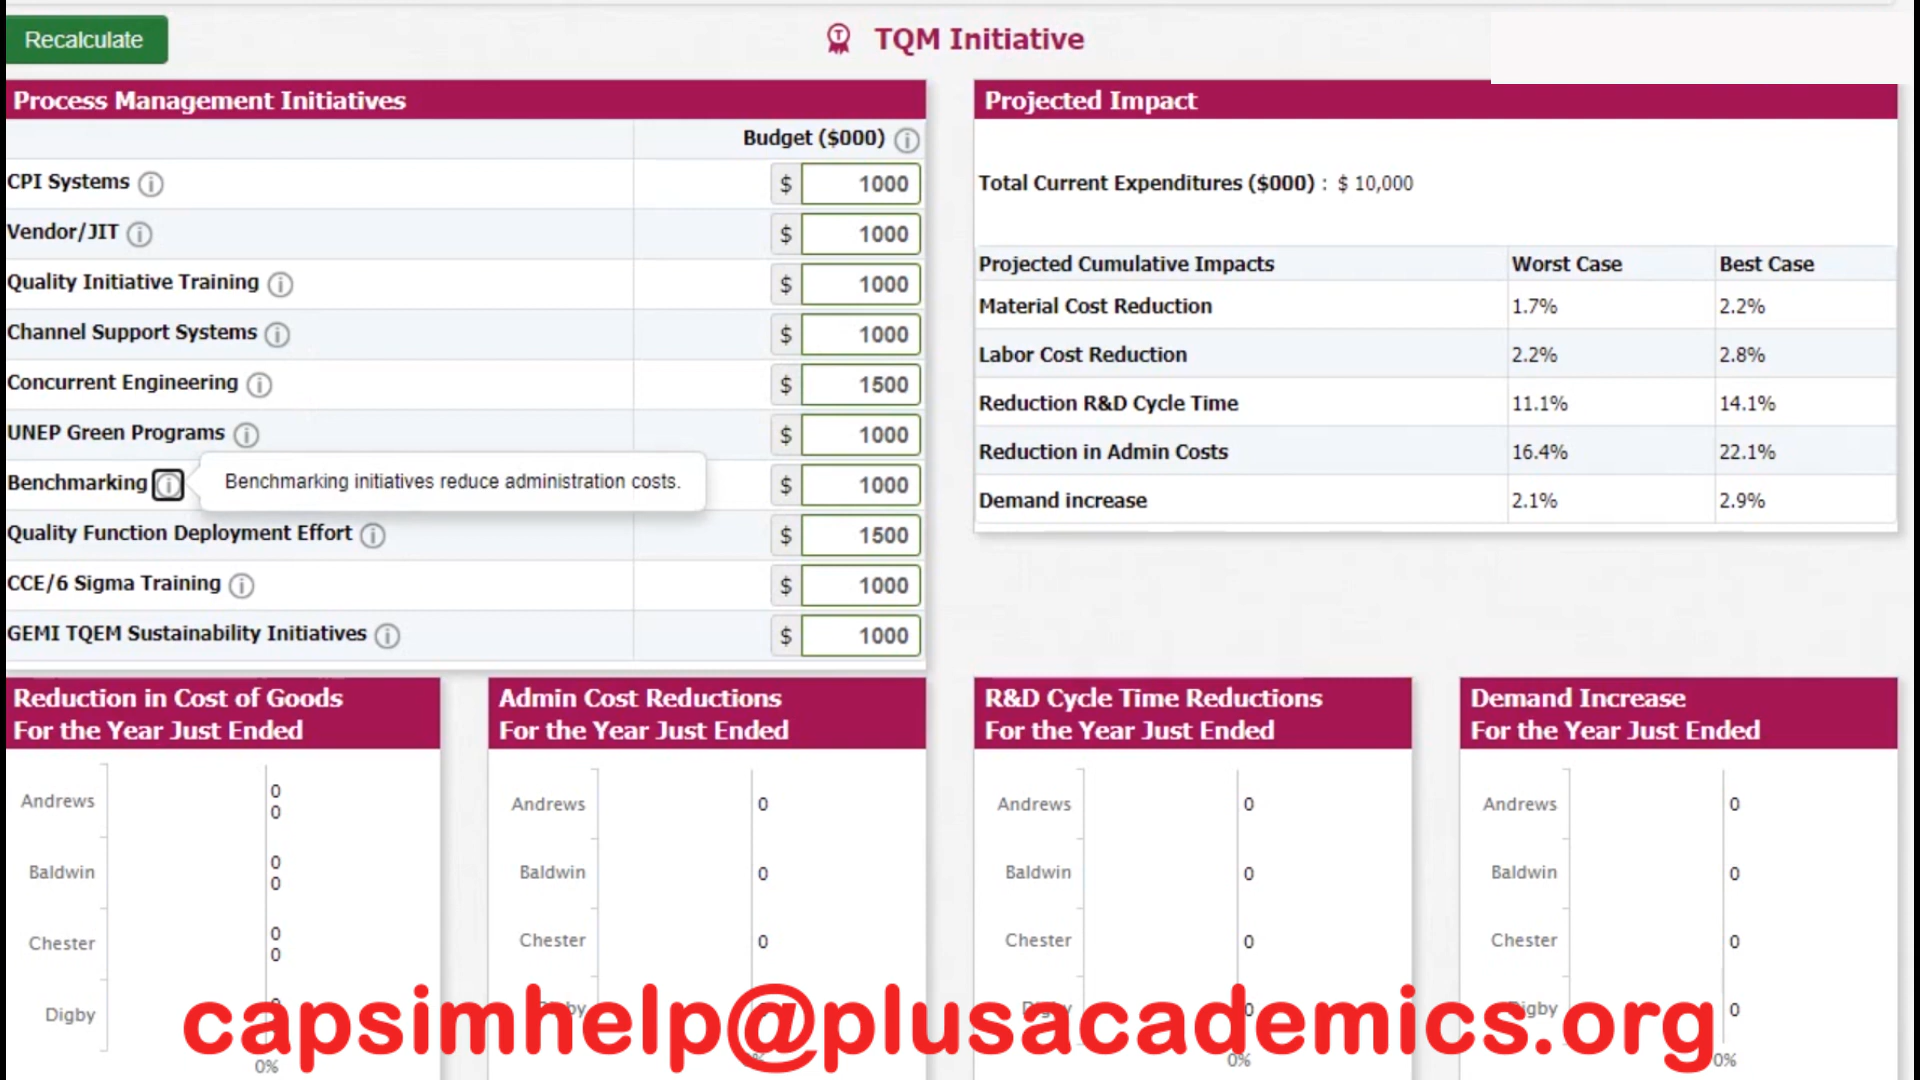 Recalculate
TQM Initiative
Process Management Initiatives
Budget ($000)
CPI Systems
$ 1000
Vendor/JIT
$ 1000
Quality Initiative Training
$ 1000
Channel Support Systems
$ 1000
Concurrent Engineering
$ 1500
UNEP Green Programs
$ 1000
Benchmarking
Benchmarking initiatives reduce administration costs.
$ 1000
Quality Function Deployment Effort
$ 1500
CCE/6 Sigma Training
$ 1000
GEMI TQEM Sustainability Initiatives
$ 1000
Projected Impact
Total Current Expenditures ($000) : $ 10,000
Projected Cumulative Impacts Worst Case Best Case
Material Cost Reduction 1.7% 2.2%
Labor Cost Reduction 2.2% 2.8%
Reduction R&D Cycle Time 11.1% 14.1%
Reduction in Admin Costs 16.4% 22.1%
Demand increase 2.1% 2.9%
Reduction in Cost of Goods
For the Year Just Ended
Andrews 0
0
Baldwin 0
0
Chester 0
0
Digby
0%
Admin Cost Reductions
For the Year Just Ended
Andrews 0
Baldwin 0
Chester 0
R&D Cycle Time Reductions
For the Year Just Ended
Andrews 0
Baldwin 0
Chester 0
Digby 0
0%
Demand Increase
For the Year Just Ended
Andrews 0
Baldwin 0
Chester 0
Digby 0
0%
capsimhelp@plusacademics.org